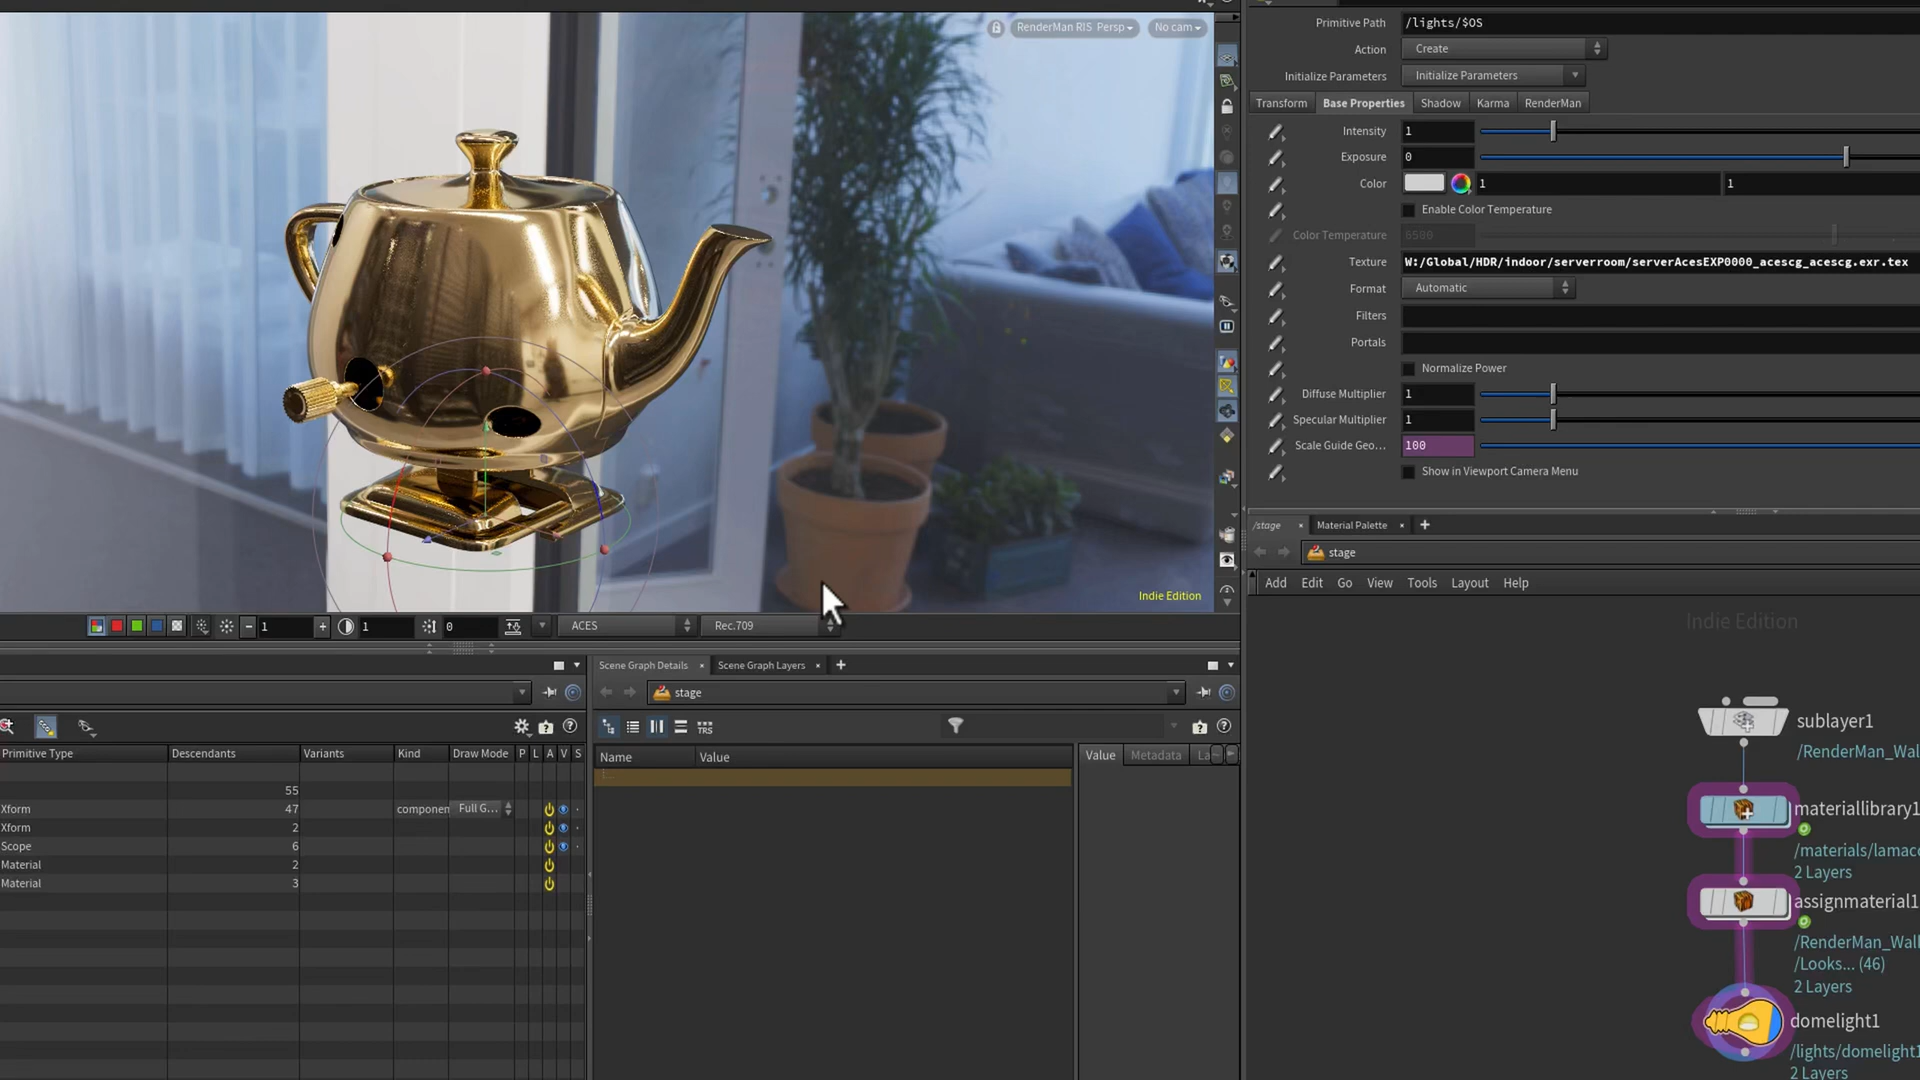 RenderMan RIS Persp
No cam
Indie Edition
1
1
0
ACES
Rec.709
Primitive Path /lights/$OS
Action Create
Initialize Parameters Initialize Parameters
Transform Base Properties Shadow Karma RenderMan
Intensity 1
Exposure 0
Color 1 1
Enable Color Temperature
Color Temperature 6500
Texture W:/Global/HDR/indoor/serverroom/serverAcesEXP0000_acescg_acescg.exr.tex
Format Automatic
Filters
Portals
Normalize Power
Diffuse Multiplier 1
Specular Multiplier 1
Scale Guide Geo... 100
Show in Viewport Camera Menu
/stage Material Palette
stage
Add Edit Go View Tools Layout Help
Indie Edition
sublayer1
/RenderMan_Wal
materiallibrary1
/materials/lamac
2 Layers
assignmaterial1
/RenderMan_Wall
/Looks... (46)
2 Layers
domelight1
/lights/domelight1
2 Layers
Primitive Type Descendants Variants Kind Draw Mode P L A V S
55
Xform 47 componen Full G...
Xform 2
Scope 6
Material 2
Material 3
Scene Graph Details Scene Graph Layers
stage
TRS
Name Value
Value Metadata La